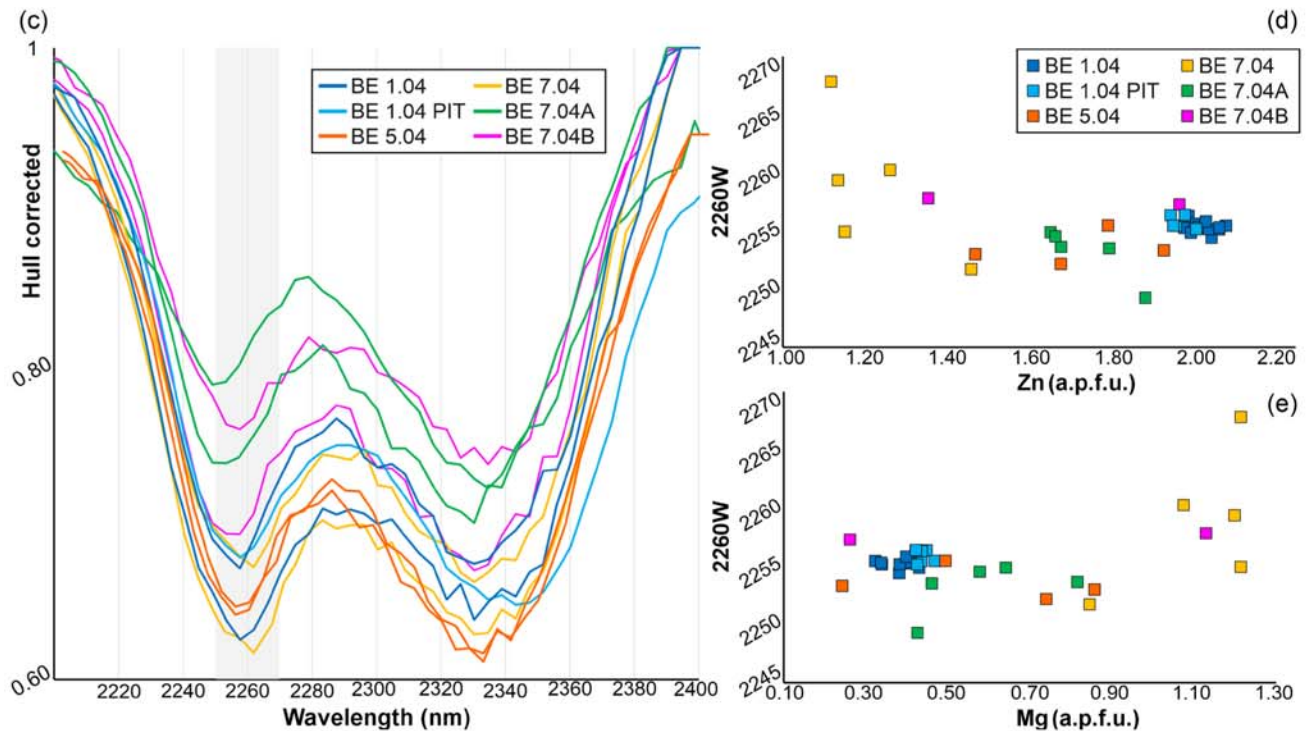 (c)
1
0.80
0.60
Hull corrected
BE 1.04 BE 7.04
BE 1.04 PIT BE 7.04A
BE 5.04 BE 7.04B
2220 2240 2260 2280 2300 2320 2340 2360 2380 2400
Wavelength (nm)
(d)
2270
2265
2260
2255
2250
2245
2260W
BE 1.04 BE 7.04
BE 1.04 PIT BE 7.04A
BE 5.04 BE 7.04B
1.00 1.20 1.40 1.60 1.80 2.00 2.20
Zn (a.p.f.u.)
(e)
2270
2265
2260
2255
2250
2245
2260W
0.10 0.30 0.50 0.70 0.90 1.10 1.30
Mg (a.p.f.u.)